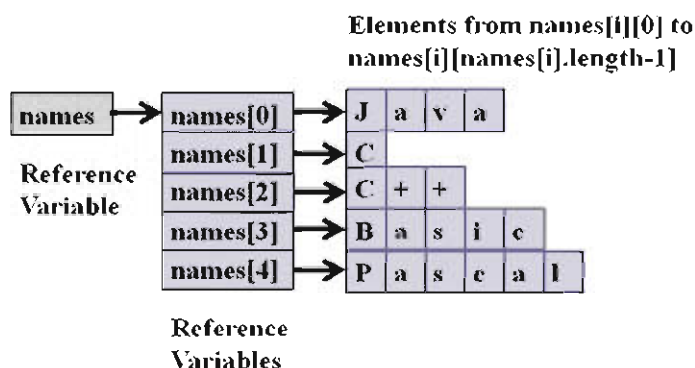 Elements from names[i][0] to
names[i][names[i].length-1]
names
names[0] J a v a
names[1] C
names[2] C + +
names[3] B a s i c
names[4] P a s c a l
Reference
Variable
Reference
Variables